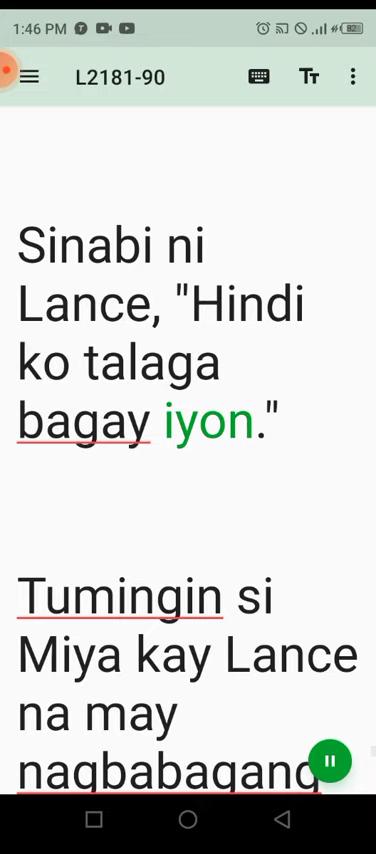 1:46 PM
82
L2181-90
Sinabi ni
Lance, "Hindi
ko talaga
bagay iyon."
Tumingin si
Miya kay Lance
na may
nagbabagang